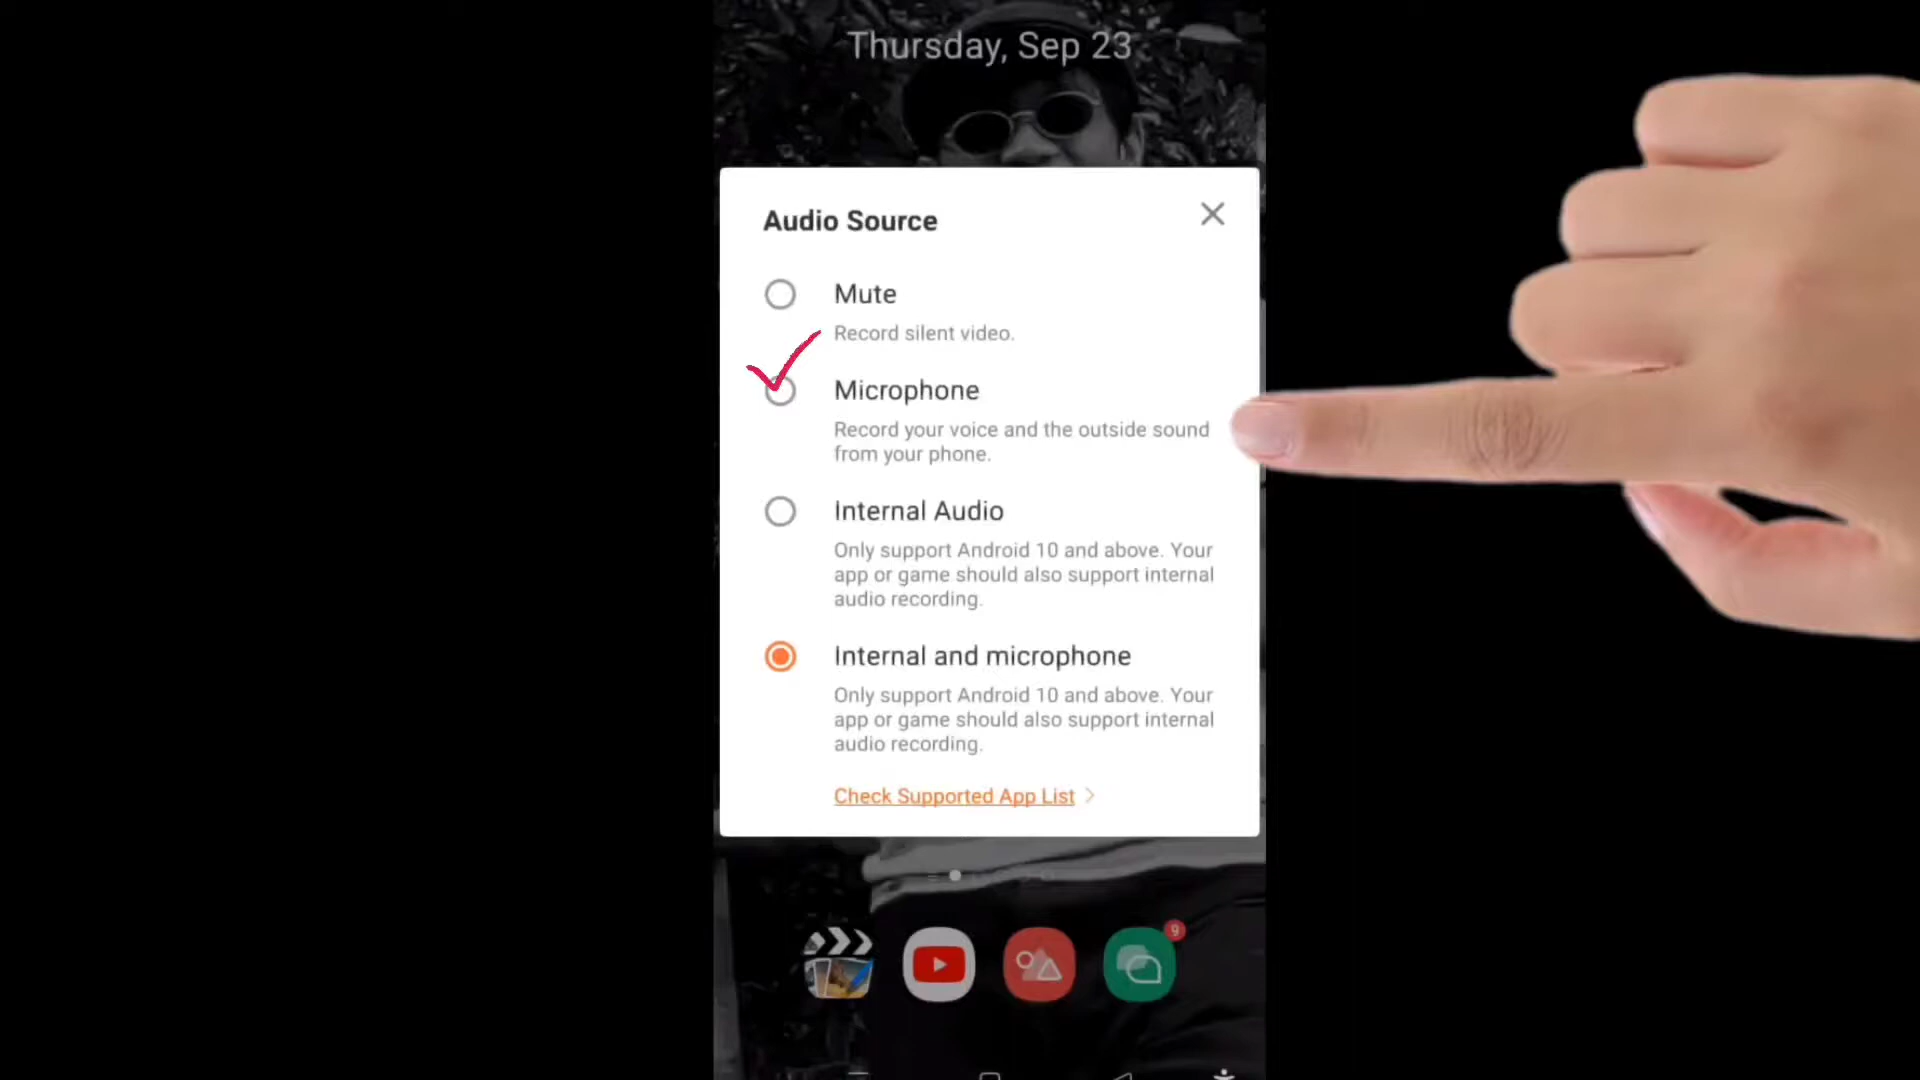 Thursday, Sep 23
Audio Source
Mute
Record silent video.
Microphone
Record your voice and the outside sound
from your phone.
Internal Audio
Only support Android 10 and above. Your
app or game should also support internal
audio recording.
Internal and microphone
Only support Android 10 and above. Your
app or game should also support internal
audio recording.
Check Supported App List
9